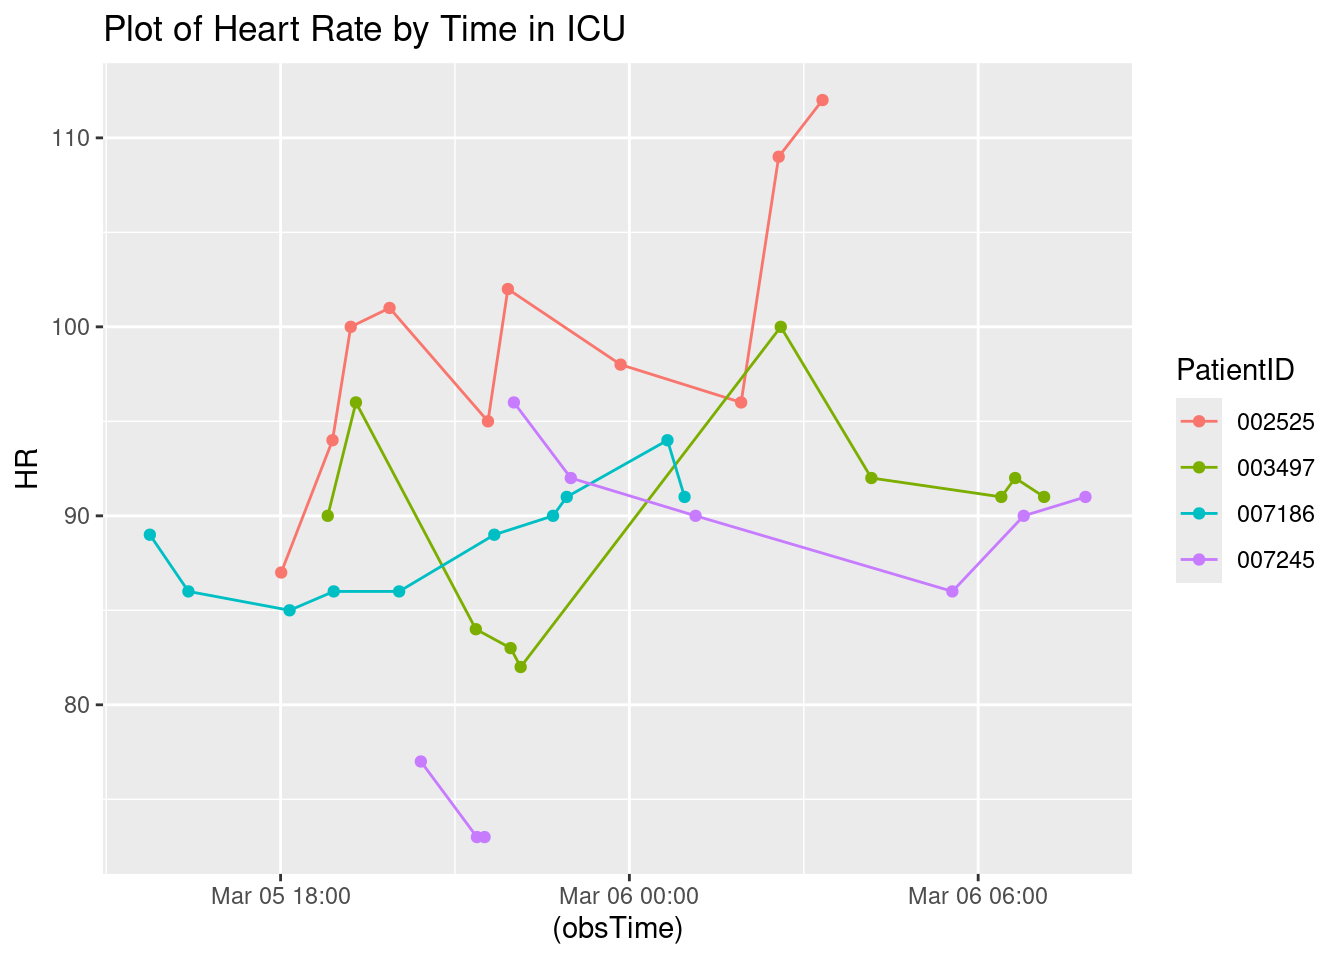 Plot of Heart Rate by Time in ICU
110
100
90
80
HR
Mar 05 18:00
Mar 06 00:00
Mar 06 06:00
(obsTime)
PatientID
002525
003497
007186
007245